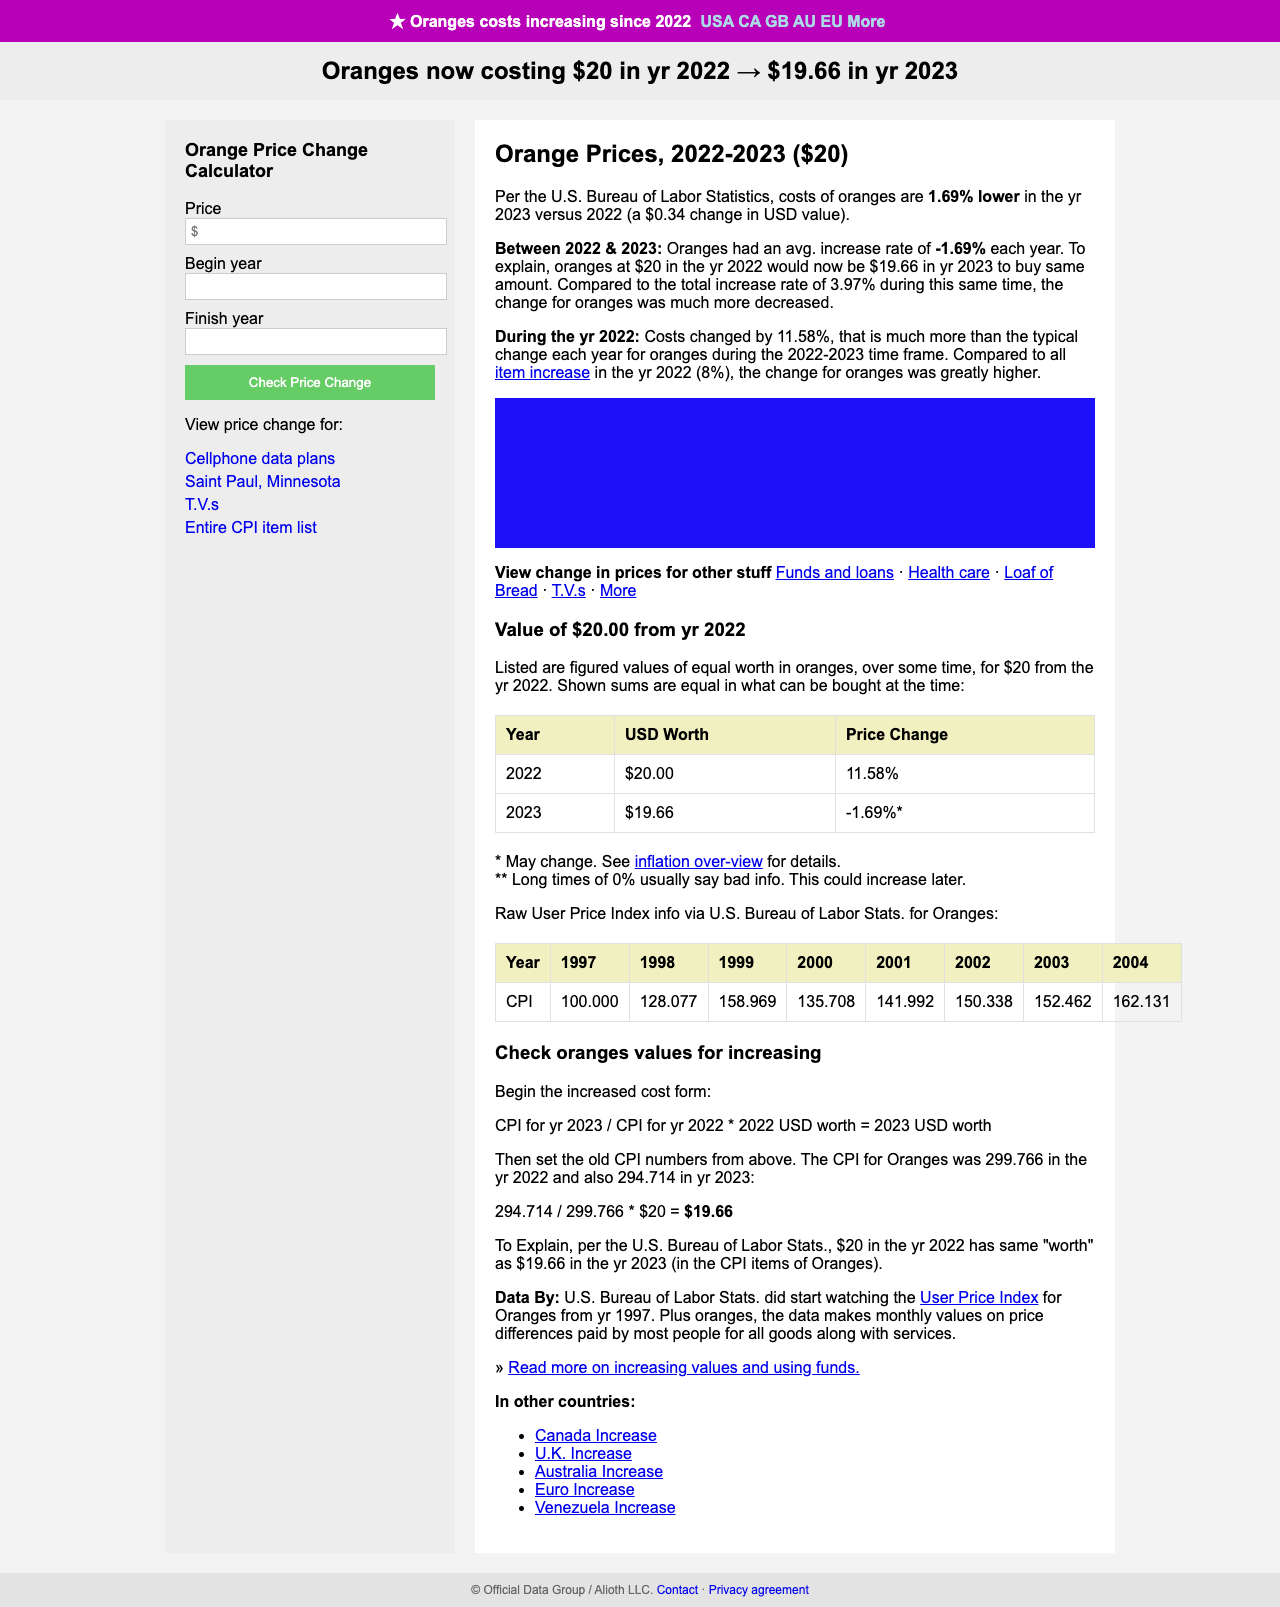 ★ Oranges costs increasing since 2022 USA CA GB AU EU More
Oranges now costing $20 in yr 2022 → $19.66 in yr 2023
Orange Price Change
Calculator
Price
$
Begin year
Finish year
Check Price Change
View price change for:
Cellphone data plans
Saint Paul, Minnesota
T.V.s
Entire CPI item list
Orange Prices, 2022-2023 ($20)
Per the U.S. Bureau of Labor Statistics, costs of oranges are 1.69% lower in the yr
2023 versus 2022 (a $0.34 change in USD value).
Between 2022 & 2023: Oranges had an avg. increase rate of -1.69% each year. To
explain, oranges at $20 in the yr 2022 would now be $19.66 in yr 2023 to buy same
amount. Compared to the total increase rate of 3.97% during this same time, the
change for oranges was much more decreased.
During the yr 2022: Costs changed by 11.58%, that is much more than the typical
change each year for oranges during the 2022-2023 time frame. Compared to all
item increase in the yr 2022 (8%), the change for oranges was greatly higher.
View change in prices for other stuff Funds and loans · Health care · Loaf of
Bread · T.V.s · More
Value of $20.00 from yr 2022
Listed are figured values of equal worth in oranges, over some time, for $20 from the
yr 2022. Shown sums are equal in what can be bought at the time:
Year USD Worth Price Change
2022 $20.00 11.58%
2023 $19.66 -1.69%*
* May change. See inflation over-view for details.
** Long times of 0% usually say bad info. This could increase later.
Raw User Price Index info via U.S. Bureau of Labor Stats. for Oranges:
Year 1997 1998 1999 2000 2001 2002 2003 2004
CPI 100.000 128.077 158.969 135.708 141.992 150.338 152.462 162.131
Check oranges values for increasing
Begin the increased cost form:
CPI for yr 2023 / CPI for yr 2022 * 2022 USD worth = 2023 USD worth
Then set the old CPI numbers from above. The CPI for Oranges was 299.766 in the
yr 2022 and also 294.714 in yr 2023:
294.714 / 299.766 * $20 = $19.66
To Explain, per the U.S. Bureau of Labor Stats., $20 in the yr 2022 has same "worth"
as $19.66 in the yr 2023 (in the CPI items of Oranges).
Data By: U.S. Bureau of Labor Stats. did start watching the User Price Index for
Oranges from yr 1997. Plus oranges, the data makes monthly values on price
differences paid by most people for all goods along with services.
» Read more on increasing values and using funds.
In other countries:
• Canada Increase
• U.K. Increase
• Australia Increase
• Euro Increase
• Venezuela Increase
© Official Data Group / Alioth LLC. Contact · Privacy agreement